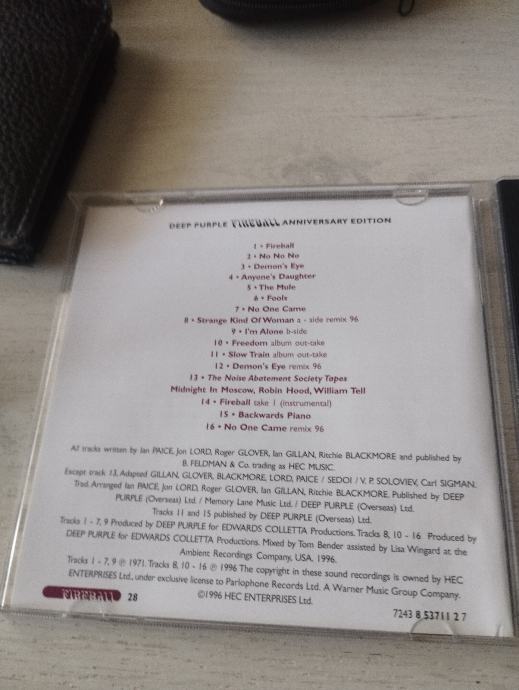 DEEP PURPLE FIREBALL ANNIVERSARY EDITION
1 • Fireball
2 • No No No
3 • Demon's Eye
4 • Anyone's Daughter
5 • The Mule
6 • Fools
7 • No One Came
8 • Strange Kind Of Woman a - side remix 96
9 • I'm Alone b-side
10 • Freedom album out-take
11 • Slow Train album out-take
12 • Demon's Eye remix 96
13 • The Noise Abatement Society Tapes
Midnight In Moscow, Robin Hood, William Tell
14 • Fireball take 1 (instrumental)
15 • Backwards Piano
16 • No One Came remix 96
All tracks written by Ian PAICE, Jon LORD, Roger GLOVER, Ian GILLAN, Ritchie BLACKMORE and published by
B. FELDMAN & Co. trading as HEC MUSIC.
Except track 13, Adapted GILLAN, GLOVER, BLACKMORE, LORD, PAICE / SEDOI / V. P. SOLOVIEV, Carl SIGMAN.
Trad. Arranged Ian PAICE, Jon LORD, Roger GLOVER, Ian GILLAN, Ritchie BLACKMORE. Published by DEEP
PURPLE (Overseas) Ltd. / Memory Lane Music Ltd. / DEEP PURPLE (Overseas) Ltd.
Tracks 11 and 15 published by DEEP PURPLE (Overseas) Ltd.
Tracks 1 - 7, 9 Produced by DEEP PURPLE for EDWARDS COLLETTA Productions. Tracks 8, 10 - 16 Produced by
DEEP PURPLE for EDWARDS COLLETTA Productions. Mixed by Tom Bender assisted by Lisa Wingard at the
Ambient Recordings Company, USA, 1996.
Tracks 1 - 7, 9 ℗ 1971. Tracks 8, 10 - 16 ℗ 1996 The copyright in these sound recordings is owned by HEC
ENTERPRISES Ltd., under exclusive license to Parlophone Records Ltd. A Warner Music Group Company.
©1996 HEC ENTERPRISES Ltd.
FIREBALL 28
7243 8 53711 2 7